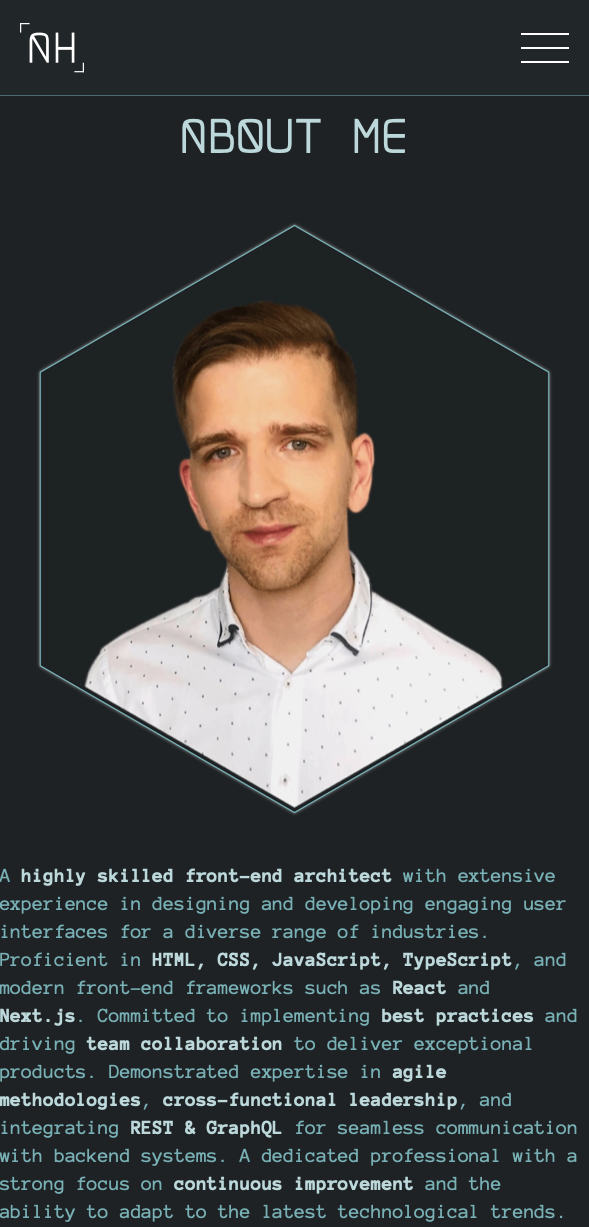 NH
ABOUT ME
A highly skilled front-end architect with extensive
experience in designing and developing engaging user
interfaces for a diverse range of industries.
Proficient in HTML, CSS, JavaScript, TypeScript, and
modern front-end frameworks such as React and
Next.js. Committed to implementing best practices and
driving team collaboration to deliver exceptional
products. Demonstrated expertise in agile
methodologies, cross-functional leadership, and
integrating REST & GraphQL for seamless communication
with backend systems. A dedicated professional with a
strong focus on continuous improvement and the
ability to adapt to the latest technological trends.